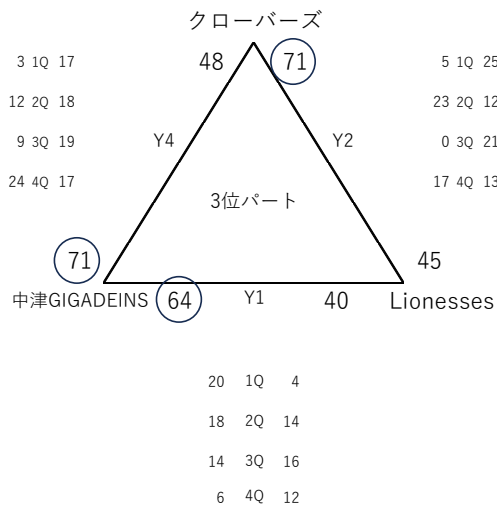 クローバーズ
48 71
3 1Q 17
12 2Q 18
9 3Q 19
24 4Q 17
5 1Q 25
23 2Q 12
0 3Q 21
17 4Q 13
Y4 Y2
3位パート
71 45
中津GIGADEINS 64 Y1 40 Lionesses
20 1Q 4
18 2Q 14
14 3Q 16
6 4Q 12